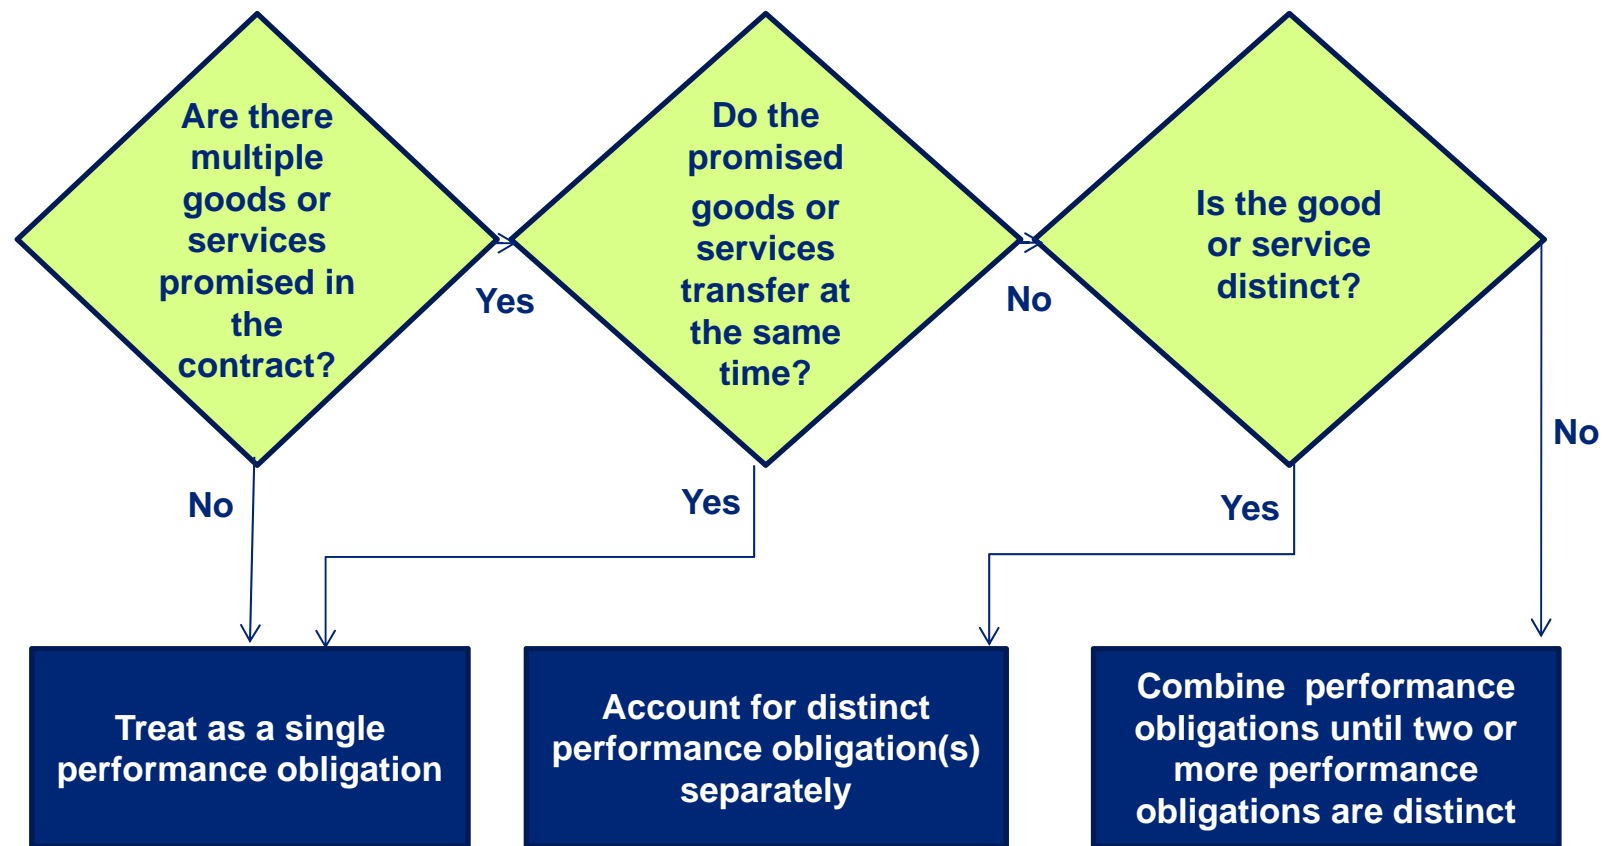 Are there
multiple
goods or
services
promised in
the
contract?
Yes
Do the
promised
goods or
services
transfer at
the same
time?
No
Is the good
or service
distinct?
No
No
Yes
Yes
Treat as a single
performance obligation
Account for distinct
performance obligation(s)
separately
Combine performance
obligations until two or
more performance
obligations are distinct